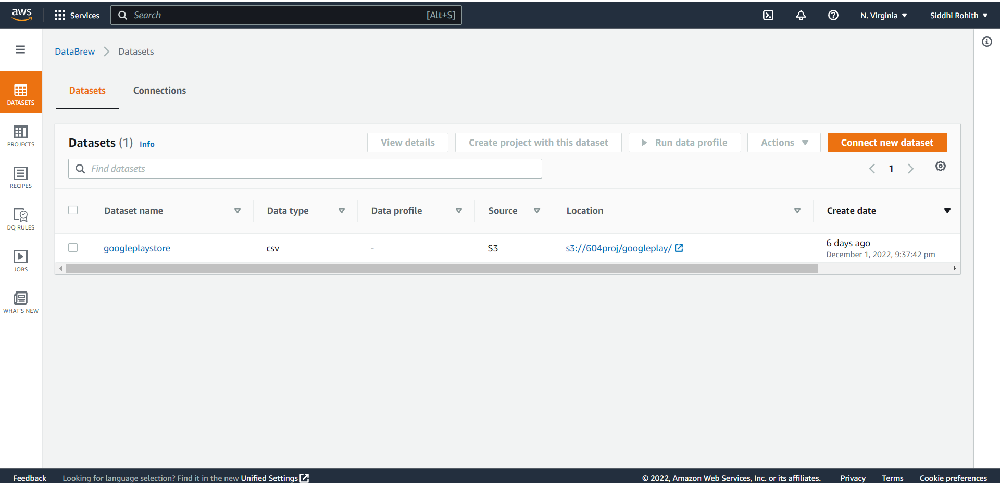 aws Services Search [Alt+S] N. Virginia Siddhi Rohith
DataBrew Datasets
Datasets Connections
Datasets (1) Info View details Create project with this dataset Run data profile Actions Connect new dataset
Find datasets 1
Dataset name Data type Data profile Source Location Create date
googleplaystore csv - S3 s3://604proj/googleplay/ 6 days ago
December 1, 2022, 9:37:42 pm
DATASETS
PROJECTS
RECIPES
DQ RULES
JOBS
WHAT'S NEW
Feedback Looking for language selection? Find it in the new Unified Settings © 2022, Amazon Web Services, Inc. or its affiliates. Privacy Terms Cookie preferences